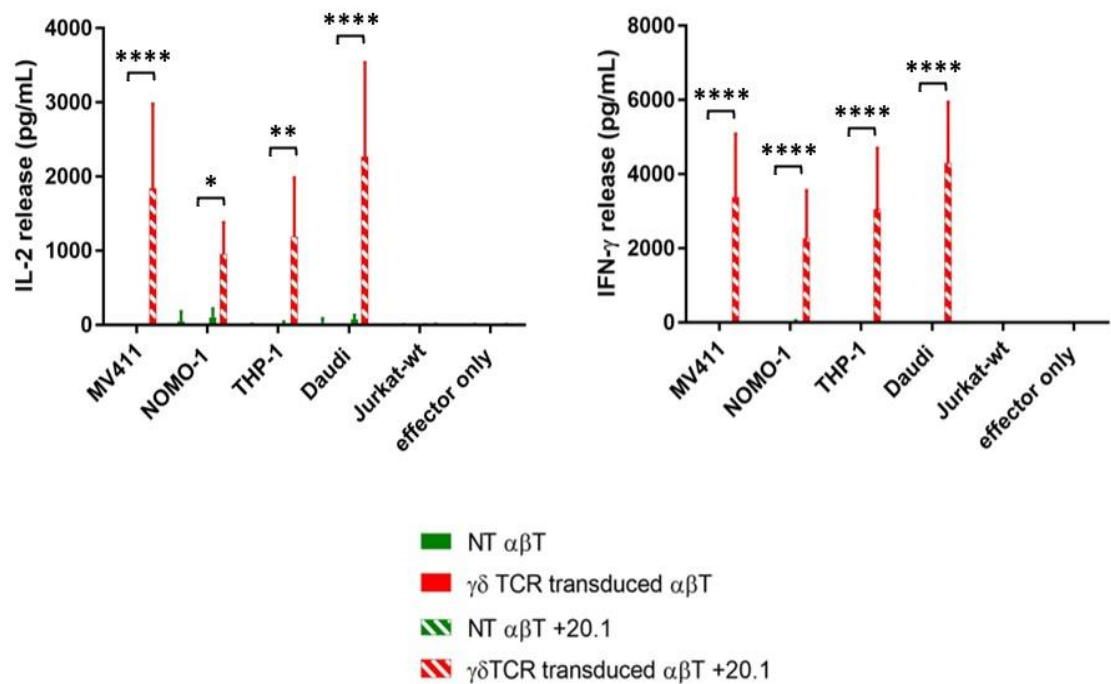 4000
3000
2000
1000
0
IL-2 release (pg/mL)
****
*
**
****
MV411
NOMO-1
THP-1
Daudi
Jurkat-wt
effector only
8000
6000
4000
2000
0
IFN-γ release (pg/mL)
****
****
****
****
MV411
NOMO-1
THP-1
Daudi
Jurkat-wt
effector only
NT αβT
γδ TCR transduced αβT
NT αβT +20.1
γδTCR transduced αβT +20.1